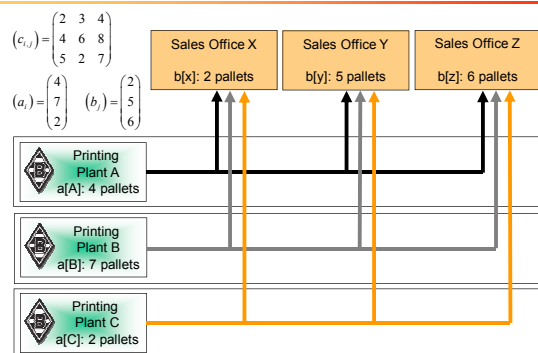 (c_{i,j}) = ( 2 3 4
4 6 8
5 2 7 )
(a_i) = ( 4
7
2 ) (b_j) = ( 2
5
6 )
Sales Office X
b[x]: 2 pallets
Sales Office Y
b[y]: 5 pallets
Sales Office Z
b[z]: 6 pallets
B
Printing
Plant A
a[A]: 4 pallets
B
Printing
Plant B
a[B]: 7 pallets
B
Printing
Plant C
a[C]: 2 pallets